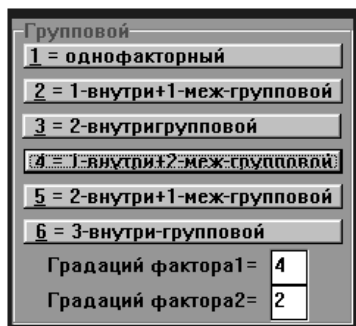 Групповой
1 = однофакторный
2 = 1-внутри+1-меж-групповой
3 = 2-внутригрупповой
4 = 1-внутри+2-меж-групповой
5 = 2-внутри+1-меж-групповой
6 = 3-внутри-групповой
Градаций фактора1= 4
Градаций фактора2= 2